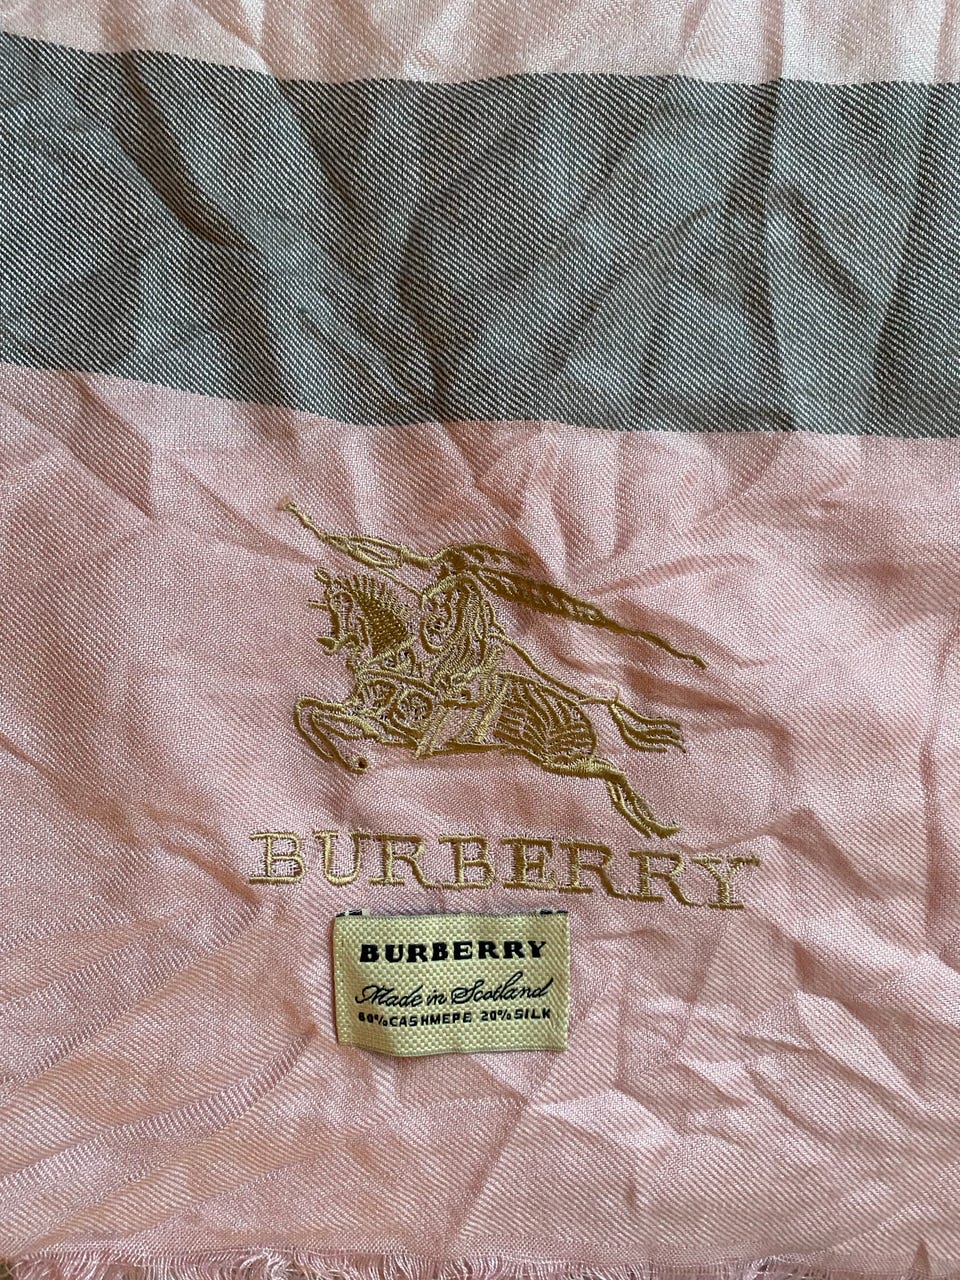 BURBERRY
BURBERRY
Made in Scotland
80%CASHMEPE 20%SILK